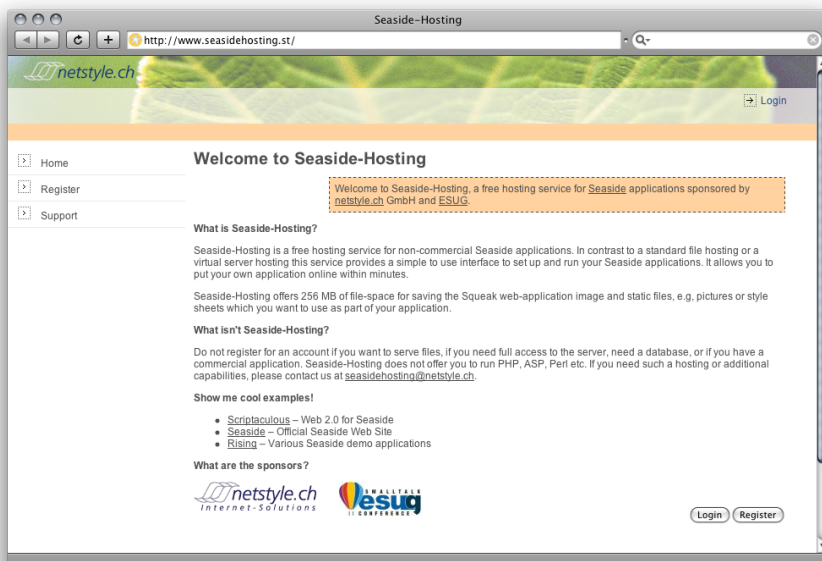 Seaside-Hosting
http://www.seasidehosting.st/
netstyle.ch
Login
Home
Register
Support
Welcome to Seaside-Hosting
Welcome to Seaside-Hosting, a free hosting service for Seaside applications sponsored by
netstyle.ch GmbH and ESUG.
What is Seaside-Hosting?
Seaside-Hosting is a free hosting service for non-commercial Seaside applications. In contrast to a standard file hosting or a
virtual server hosting this service provides a simple to use interface to set up and run your Seaside applications. It allows you to
put your own application online within minutes.
Seaside-Hosting offers 256 MB of file-space for saving the Squeak web-application image and static files, e.g. pictures or style
sheets which you want to use as part of your application.
What isn't Seaside-Hosting?
Do not register for an account if you want to serve files, if you need full access to the server, need a database, or if you have a
commercial application. Seaside-Hosting does not offer you to run PHP, ASP, Perl etc. If you need such a hosting or additional
capabilities, please contact us at seasidehosting@netstyle.ch.
Show me cool examples!
Scriptaculous – Web 2.0 for Seaside
Seaside – Official Seaside Web Site
Rising – Various Seaside demo applications
What are the sponsors?
netstyle.ch
Internet-Solutions
SMALLTALK
esug
CONFERENCE
Login Register